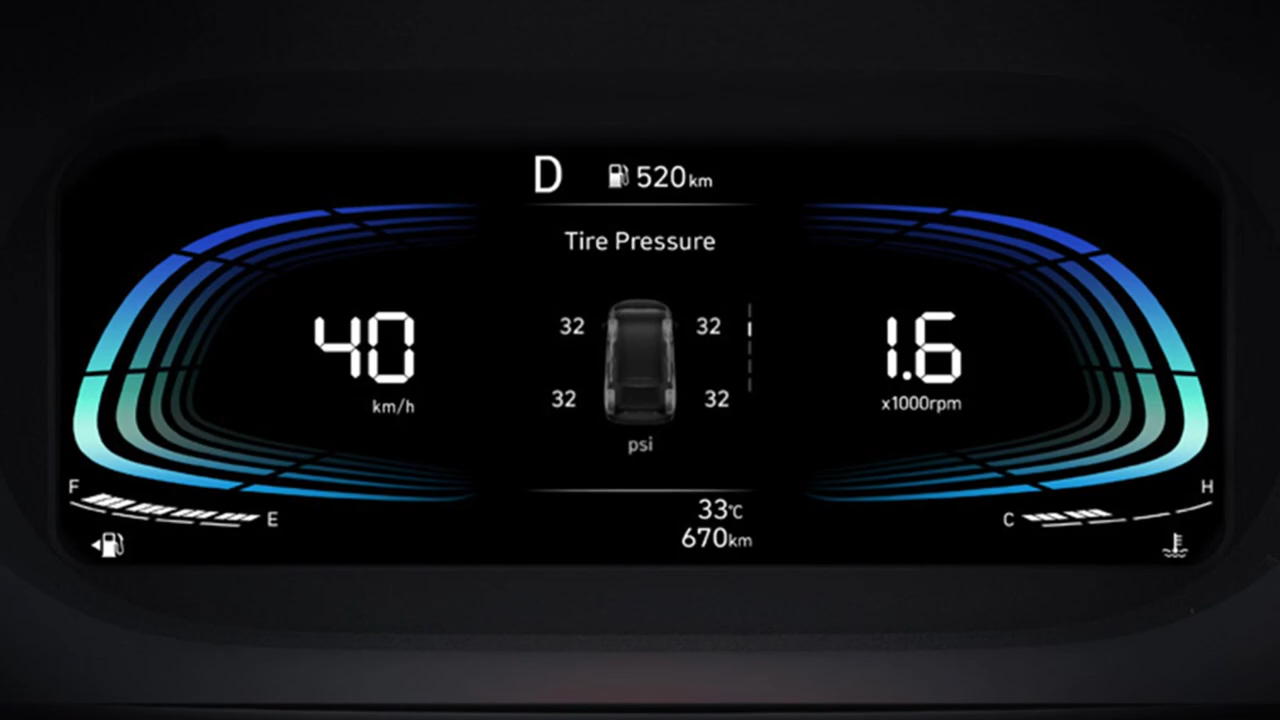 D 520km
Tire Pressure
32 32
40 1.6
km/h x1000rpm
32 32
psi
F E
C H
33°C
670km